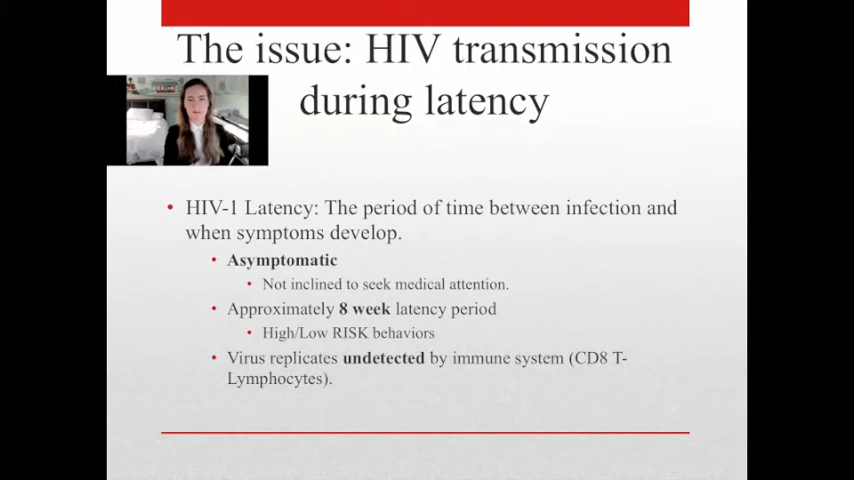 The issue: HIV transmission
during latency
• HIV-1 Latency: The period of time between infection and
when symptoms develop.
• Asymptomatic
• Not inclined to seek medical attention.
• Approximately 8 week latency period
• High/Low RISK behaviors
• Virus replicates undetected by immune system (CD8 T-
Lymphocytes).